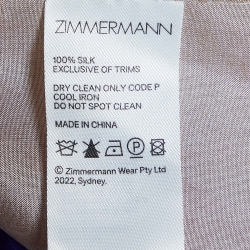 ZIMMERMANN
100% SILK
EXCLUSIVE OF TRIMS
DRY CLEAN ONLY CODE P
COOL IRON
DO NOT SPOT CLEAN
MADE IN CHINA
P
© Zimmermann Wear Pty Ltd
2022, Sydney.